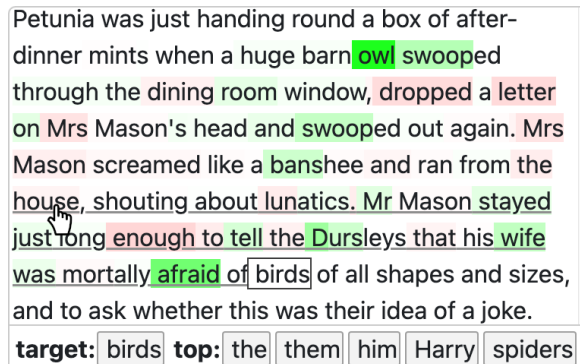 Petunia was just handing round a box of after-
dinner mints when a huge barn owl swooped
through the dining room window, dropped a letter
on Mrs Mason's head and swooped out again. Mrs
Mason screamed like a banshee and ran from the
house, shouting about lunatics. Mr Mason stayed
just long enough to tell the Dursleys that his wife
was mortally afraid of birds of all shapes and sizes,
and to ask whether this was their idea of a joke.
target: birds top: the them him Harry spiders